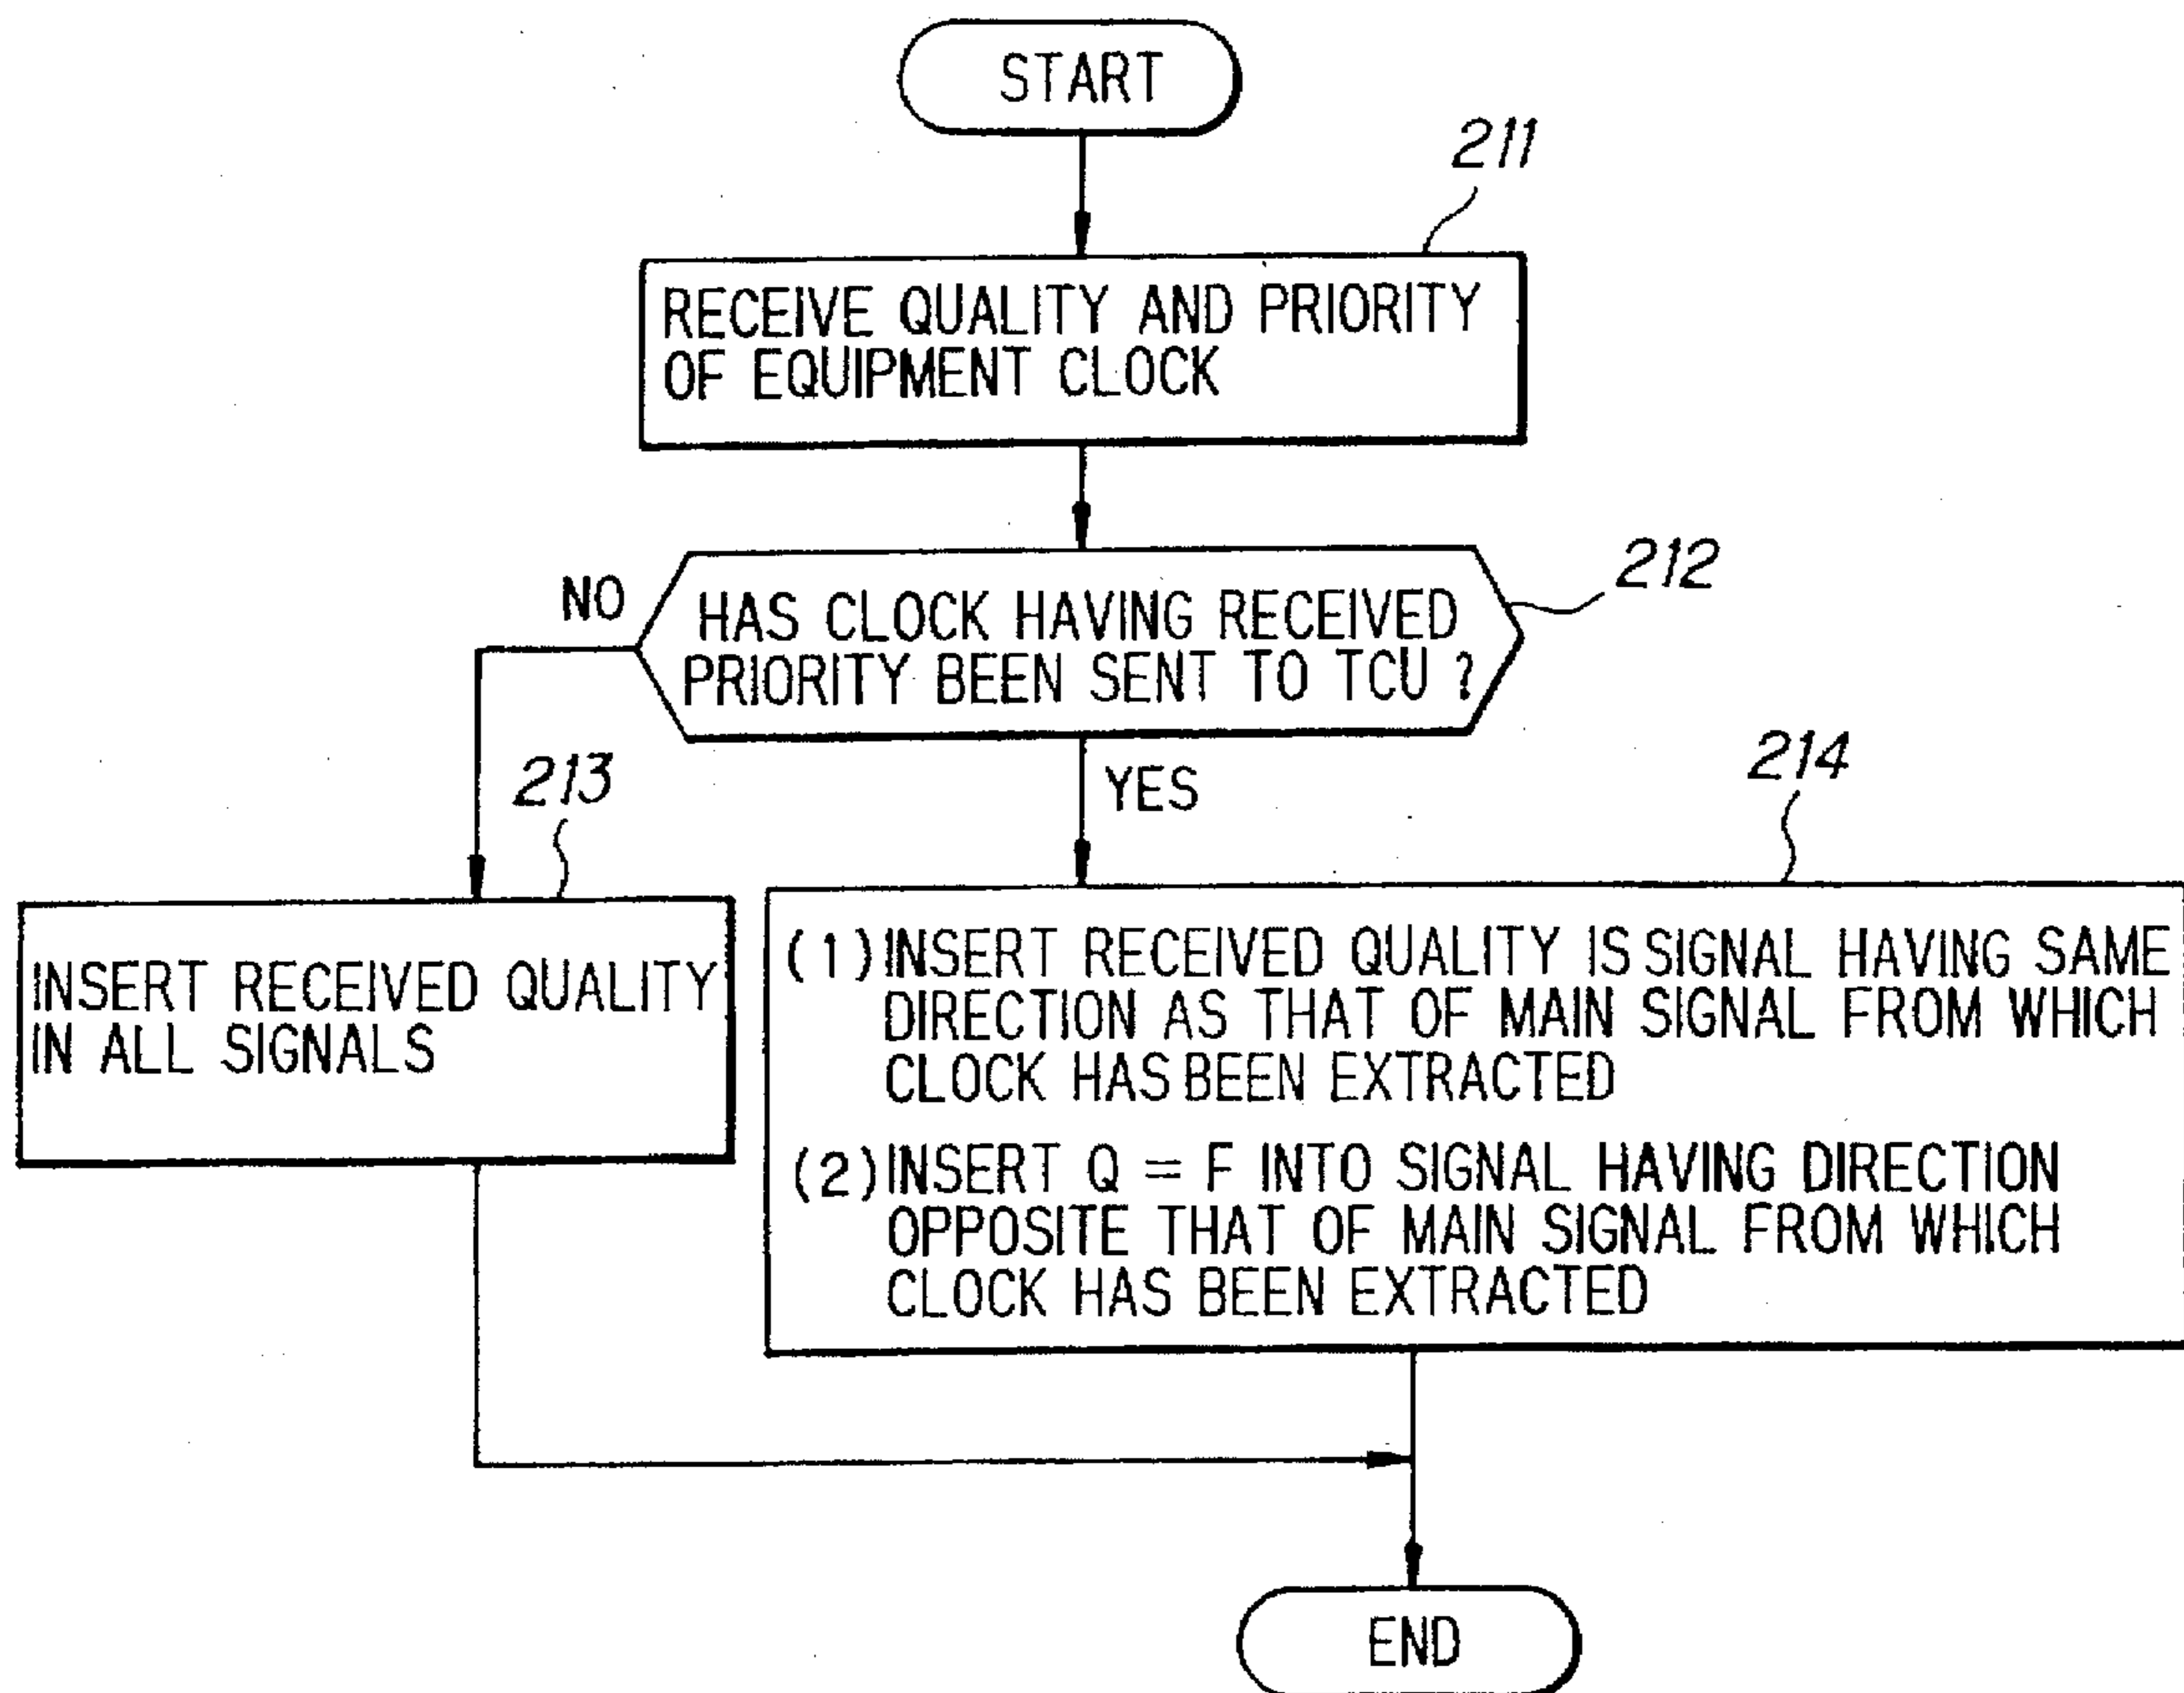 START
211
RECEIVE QUALITY AND PRIORITY
OF EQUIPMENT CLOCK
212
NO
HAS CLOCK HAVING RECEIVED
PRIORITY BEEN SENT TO TCU ?
YES
213
INSERT RECEIVED QUALITY
IN ALL SIGNALS
214
(1) INSERT RECEIVED QUALITY IS SIGNAL HAVING SAME
DIRECTION AS THAT OF MAIN SIGNAL FROM WHICH
CLOCK HAS BEEN EXTRACTED
(2) INSERT Q = F INTO SIGNAL HAVING DIRECTION
OPPOSITE THAT OF MAIN SIGNAL FROM WHICH
CLOCK HAS BEEN EXTRACTED
END